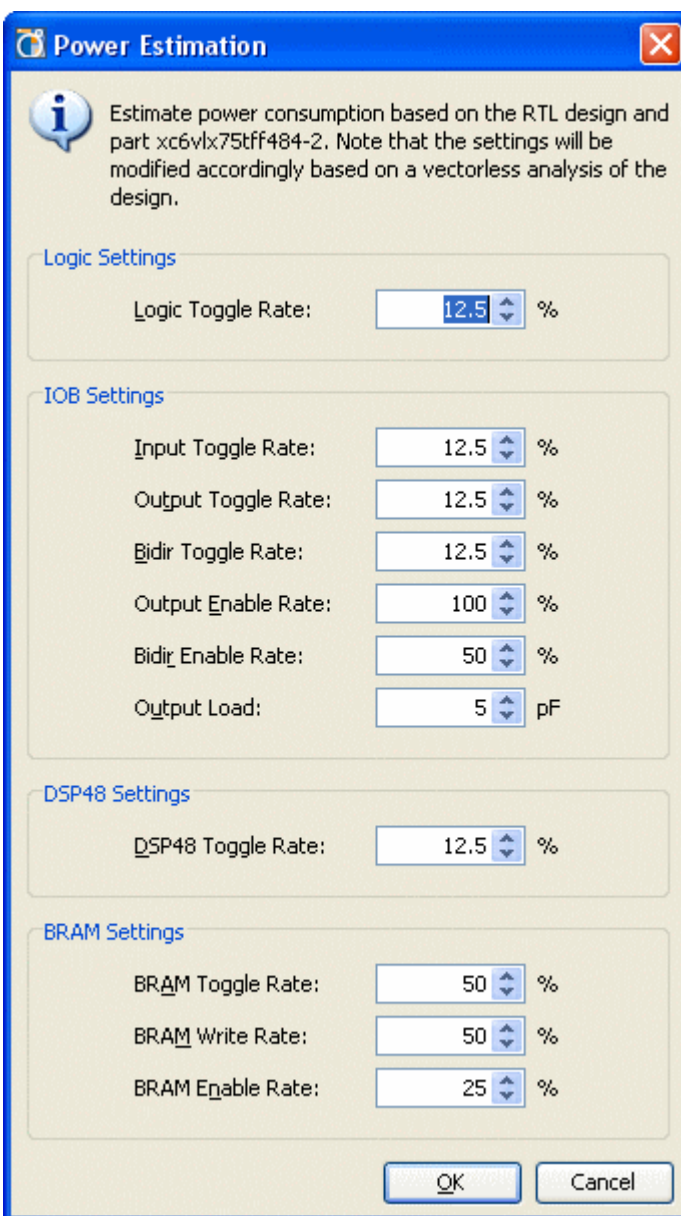 Power Estimation
Estimate power consumption based on the RTL design and
part xc6vlx75tff484-2. Note that the settings will be
modified accordingly based on a vectorless analysis of the
design.
Logic Settings
Logic Toggle Rate: 12.5 %
IOB Settings
Input Toggle Rate: 12.5 %
Output Toggle Rate: 12.5 %
Bidir Toggle Rate: 12.5 %
Output Enable Rate: 100 %
Bidir Enable Rate: 50 %
Output Load: 5 pF
DSP48 Settings
DSP48 Toggle Rate: 12.5 %
BRAM Settings
BRAM Toggle Rate: 50 %
BRAM Write Rate: 50 %
BRAM Enable Rate: 25 %
OK Cancel